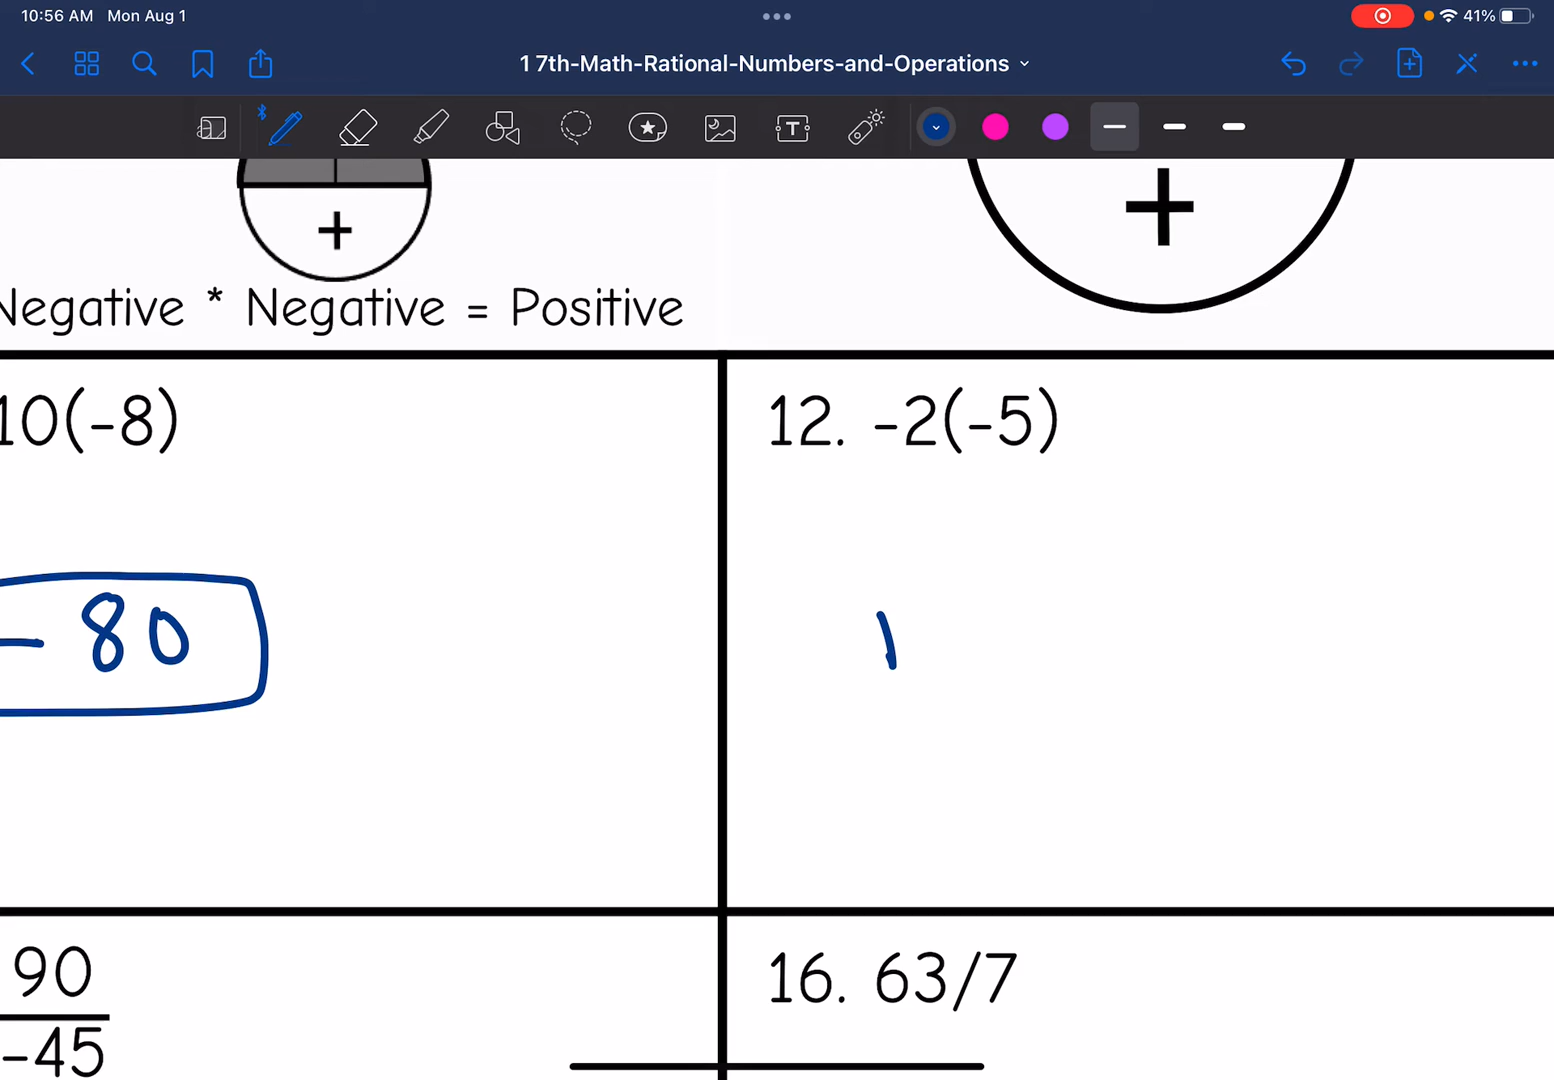 10:56 AM Mon Aug 1
41%
1 7th-Math-Rational-Numbers-and-Operations
T
+
+
Negative * Negative = Positive
10(-8)
12. -2(-5)
- 80
1
90
-45
16. 63/7